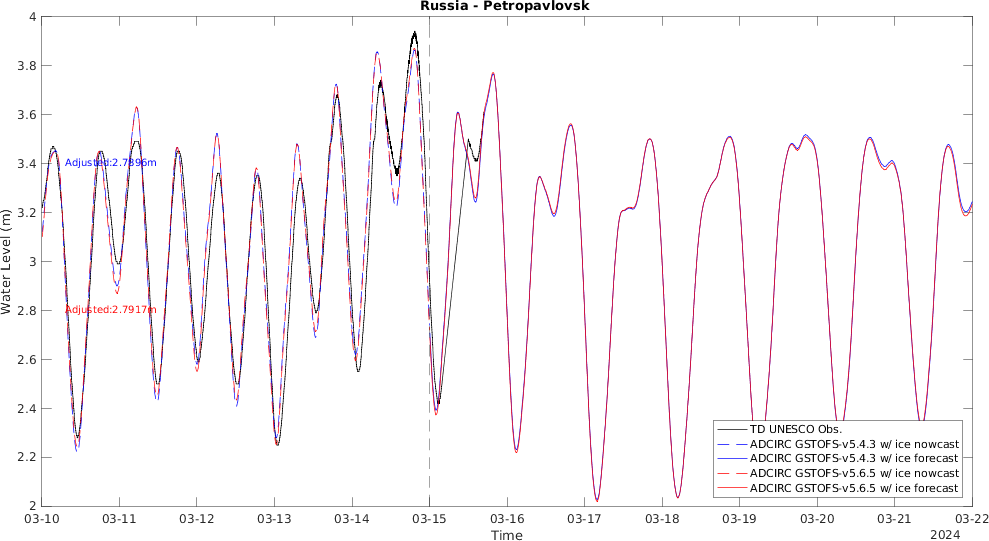 Russia - Petropavlovsk
4
3.8
3.6
3.4
3.2
3
2.8
2.6
2.4
2.2
2
Water Level (m)
Adjusted:2.7896m
Adjusted:2.7917m
TD UNESCO Obs.
ADCIRC GSTOFS-v5.4.3 w/ ice nowcast
ADCIRC GSTOFS-v5.4.3 w/ ice forecast
ADCIRC GSTOFS-v5.6.5 w/ ice nowcast
ADCIRC GSTOFS-v5.6.5 w/ ice forecast
03-10 03-11 03-12 03-13 03-14 03-15 03-16 03-17 03-18 03-19 03-20 03-21 03-22
Time
2024